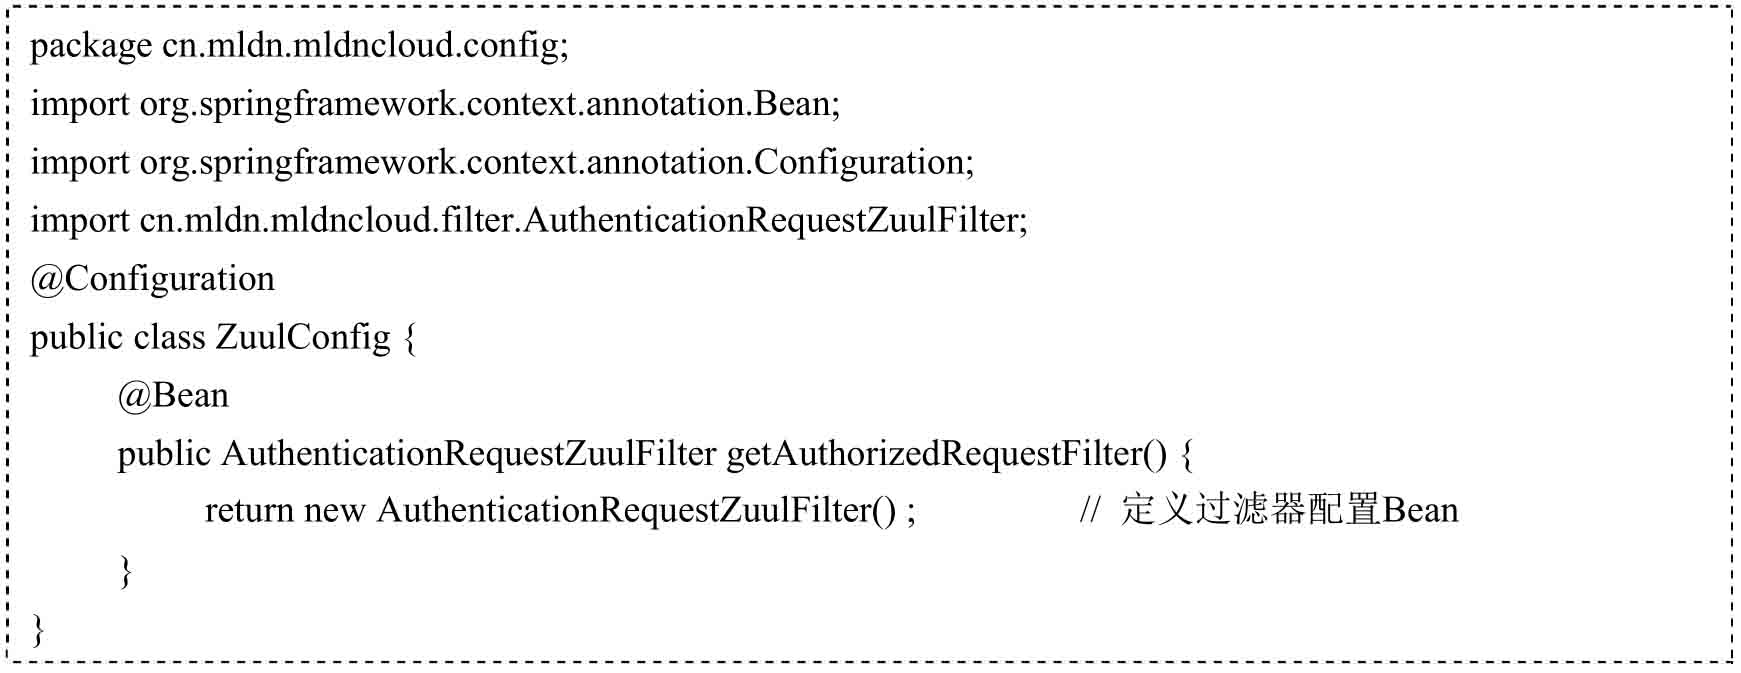 package cn.mldn.mldncloud.config;
import org.springframework.context.annotation.Bean;
import org.springframework.context.annotation.Configuration;
import cn.mldn.mldncloud.filter.AuthenticationRequestZuulFilter;
@Configuration
public class ZuulConfig {
@Bean
public AuthenticationRequestZuulFilter getAuthorizedRequestFilter() {
return new AuthenticationRequestZuulFilter() ; // 定义过滤器配置Bean
}
}